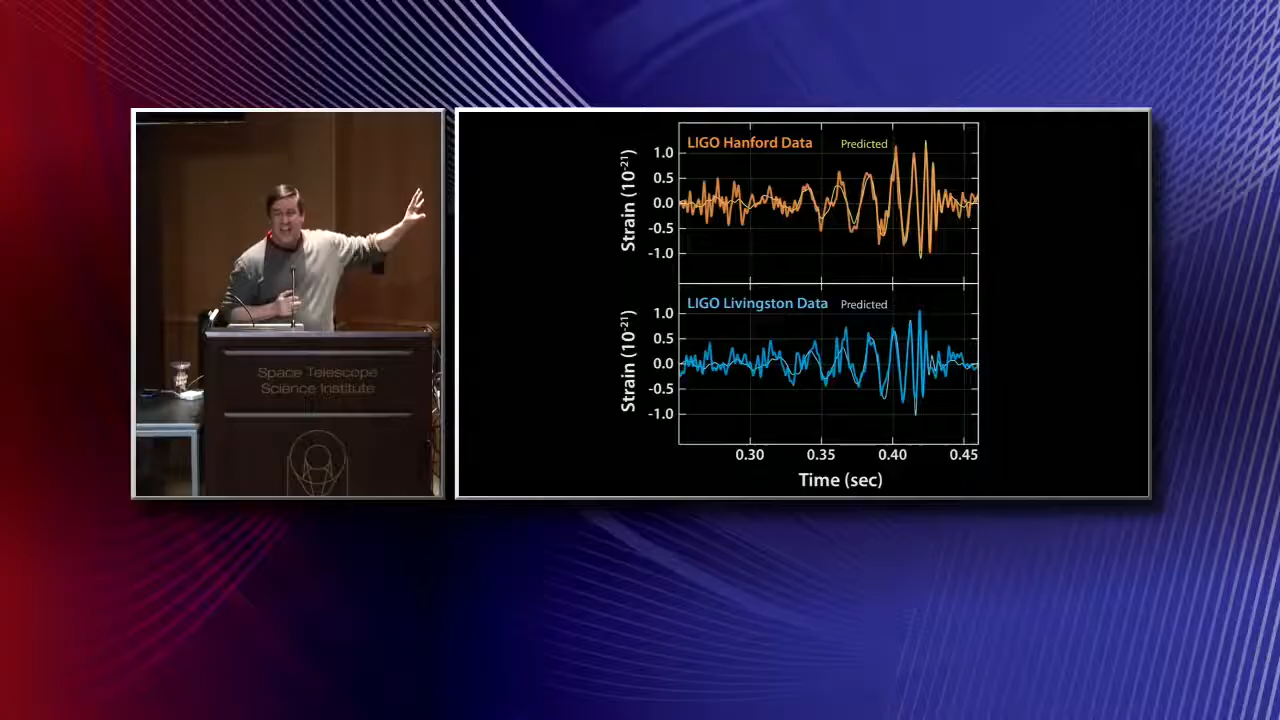 Space Telescope
Science Institute
LIGO Hanford Data
Predicted
Strain (10⁻²¹)
1.0
0.5
0.0
-0.5
-1.0
LIGO Livingston Data
Predicted
Strain (10⁻²¹)
1.0
0.5
0.0
-0.5
-1.0
0.30 0.35 0.40 0.45
Time (sec)